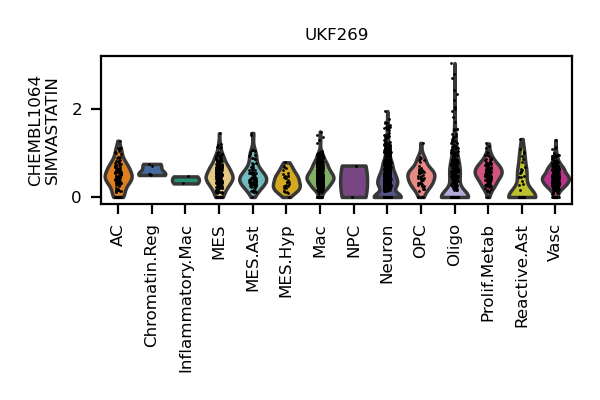 UKF269
CHEMBL1064
SIMVASTATIN
2
0
AC
Chromatin.Reg
Inflammatory.Mac
MES
MES.Ast
MES.Hyp
Mac
NPC
Neuron
OPC
Oligo
Prolif.Metab
Reactive.Ast
Vasc